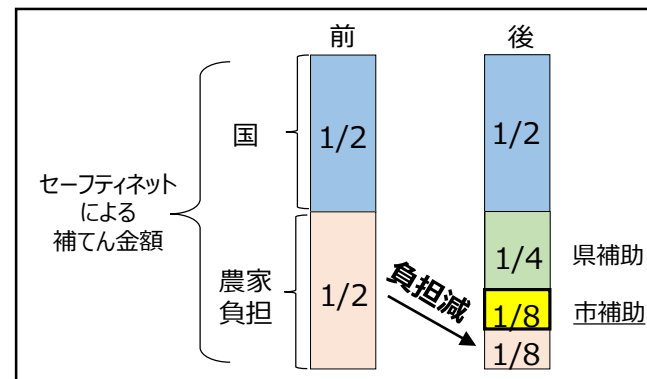 前
後
国
1/2
1/2
セーフティネット
による
補てん金額
農家
負担
1/2
負担減
1/4
県補助
1/8
市補助
1/8